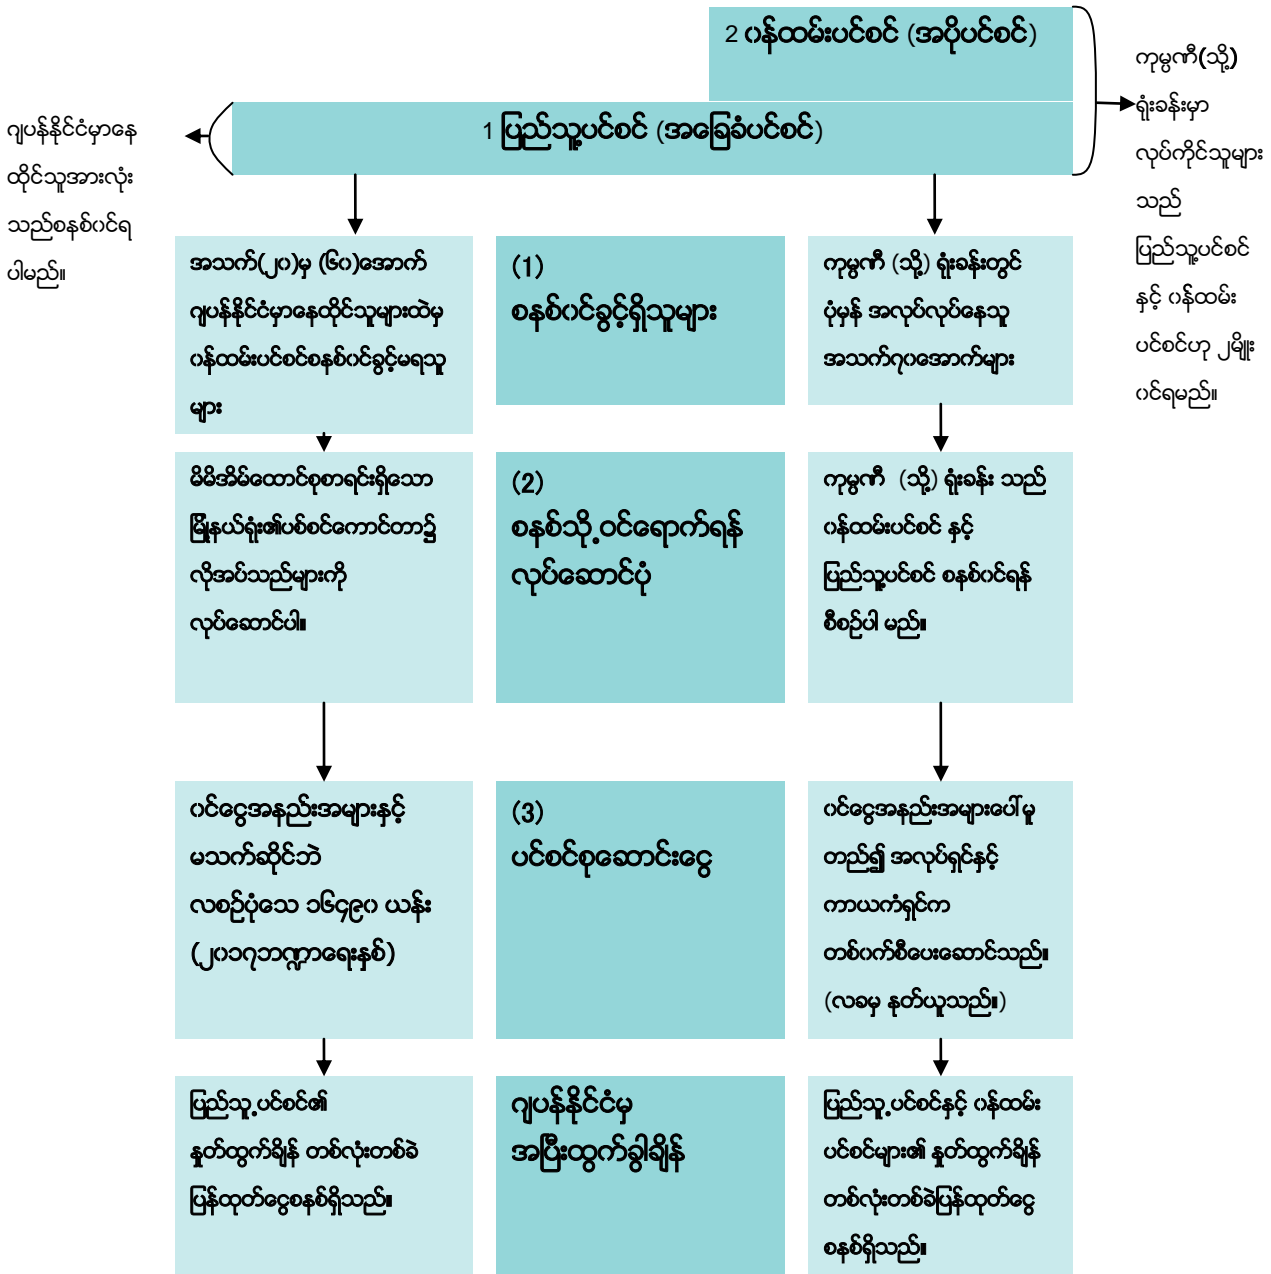 2 ဝန်ထမ်းပင်စင် (အပိုပင်စင်)
1 ပြည်သူ့ပင်စင် (အခြေခံပင်စင်)
ဂျပန်နိုင်ငံမှာနေ
ထိုင်သူအားလုံး
သည်စနစ်ဝင်ရ
ပါမည်။
ကုမ္ပဏီ(သို့)
ရုံးခန်းမှာ
လုပ်ကိုင်သူများ
သည်
ပြည်သူ့ပင်စင်
နှင့် ဝန်ထမ်း
ပင်စင်ဟု ၂မျိုး
ဝင်ရမည်။
အသက်(၂၀)မှ (၆၀)အောက်
ဂျပန်နိုင်ငံမှာနေထိုင်သူများထဲမှ
ဝန်ထမ်းပင်စင်စနစ်ဝင်ခွင့်မရသူ
များ
(1)
စနစ်ဝင်ခွင့်ရှိသူများ
ကုမ္ပဏီ (သို့) ရုံးခန်းတွင်
ပုံမှန် အလုပ်လုပ်နေသူ
အသက်၇၀အောက်များ
မိမိအိမ်ထောင်စုစာရင်းရှိသော
မြို့နယ်ရုံး၏ပစ်စင်ကောင်တာ၌
လိုအပ်သည်များကို
လုပ်ဆောင်ပါ။
(2)
စနစ်သို့ဝင်ရောက်ရန်
လုပ်ဆောင်ပုံ
ကုမ္ပဏီ (သို့) ရုံးခန်း သည်
ဝန်ထမ်းပင်စင် နှင့်
ပြည်သူ့ပင်စင် စနစ်ဝင်ရန်
စီစဉ်ပါ မည်။
ဝင်ငွေအနည်းအများနှင့်
မသက်ဆိုင်ဘဲ
လစဉ်ပုံသေ ၁၆၄၉၀ ယန်း
(၂၀၁၇ဘဏ္ဍာရေးနှစ်)
(3)
ပင်စင်စုဆောင်းငွေ
ဝင်ငွေအနည်းအများပေါ်မူ
တည်၍ အလုပ်ရှင်နှင့်
ကာယကံရှင်က
တစ်ဝက်စီပေးဆောင်သည်။
(လခမှ နုတ်ယူသည်။)
ပြည်သူ့ပင်စင်၏
နှုတ်ထွက်ချိန် တစ်လုံးတစ်ခဲ
ပြန်ထုတ်ငွေစနစ်ရှိသည်။
ဂျပန်နိုင်ငံမှ
အပြီးထွက်ခွါချိန်
ပြည်သူ့ပင်စင်နှင့် ဝန်ထမ်း
ပင်စင်များ၏ နှုတ်ထွက်ချိန်
တစ်လုံးတစ်ခဲပြန်ထုတ်ငွေ
စနစ်ရှိသည်။